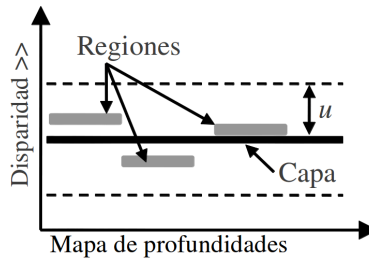 Regiones
Disparidad >>
u
Capa
Mapa de profundidades